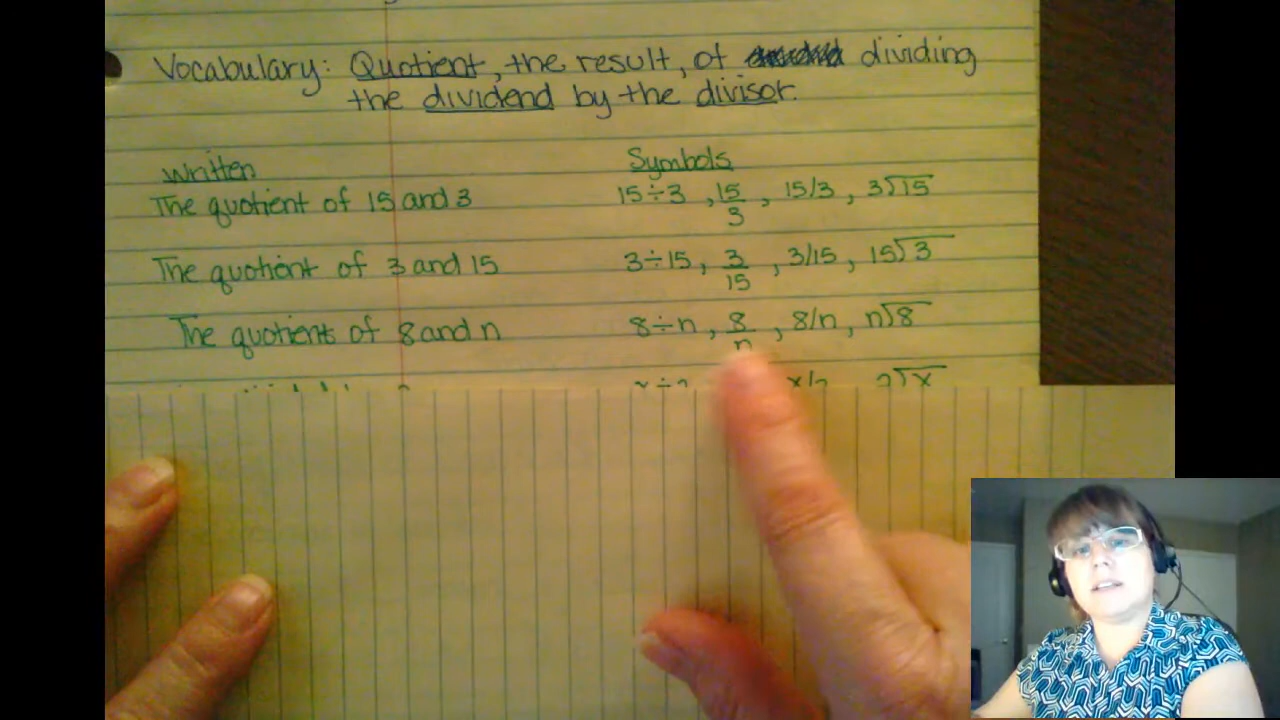 Vocabulary: Quotient, the result, of dividing
the dividend by the divisor.
Written Symbols
The quotient of 15 and 3 15÷3, 15/3, 15/3, 3⟌15
The quotient of 3 and 15 3÷15, 3/15, 3/15, 15⟌3
The quotient of 8 and n 8÷n, 8/n, 8/n, n⟌8